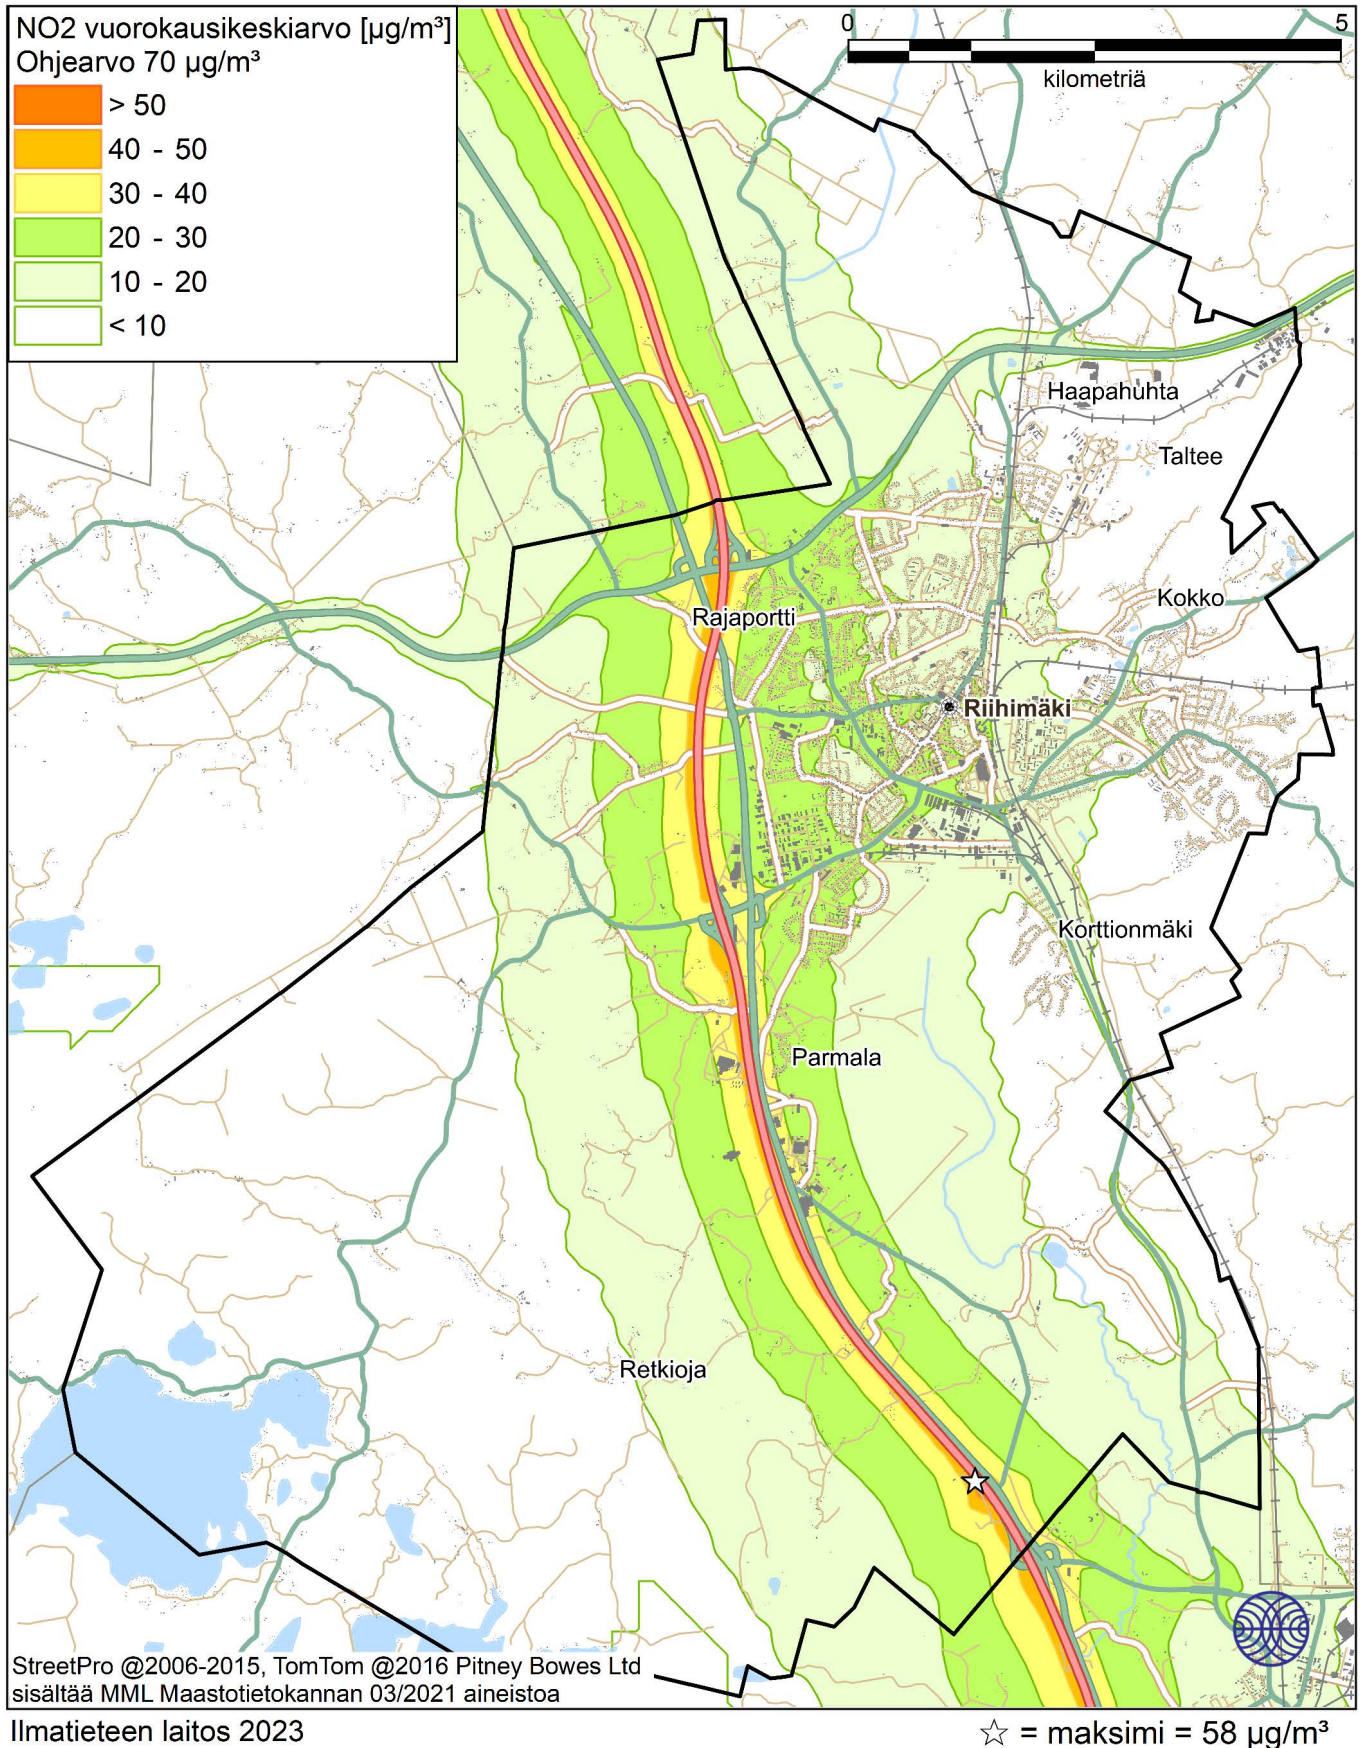 NO2 vuorokausikeskiarvo [µg/m³]
Ohjearvo 70 µg/m³
> 50
40 - 50
30 - 40
20 - 30
10 - 20
< 10
0 5
kilometriä
Haapahuhta
Taltee
Kokko
Rajaportti
Riihimäki
Korttionmäki
Parmala
Retkioja
StreetPro @2006-2015, TomTom @2016 Pitney Bowes Ltd
sisältää MML Maastotietokannan 03/2021 aineistoa
Ilmatieteen laitos 2023
☆ = maksimi = 58 µg/m³